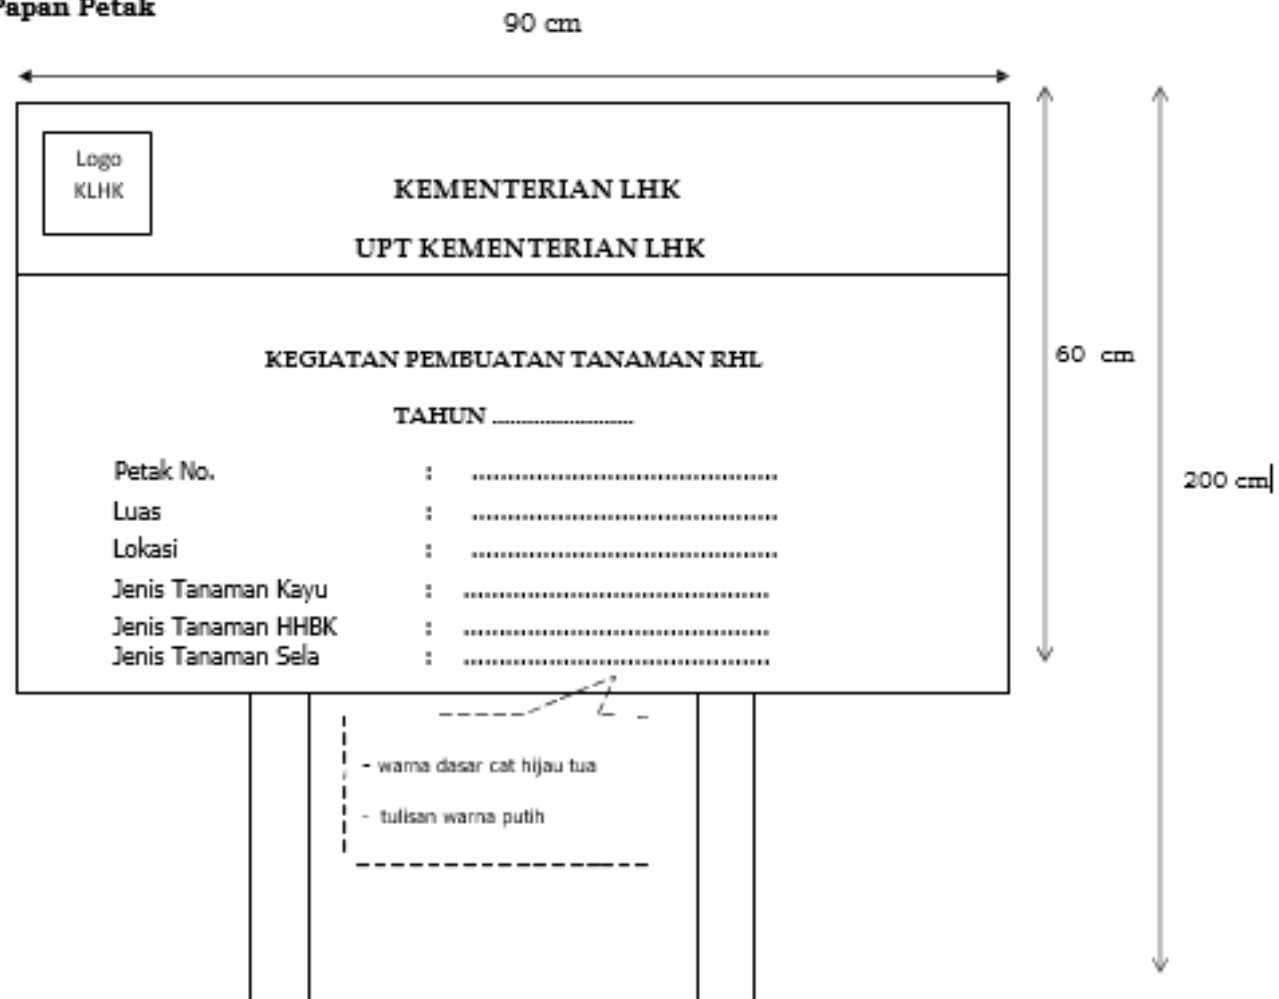 Papan Petak
90 cm
Logo
KLHK
KEMENTERIAN LHK
UPT KEMENTERIAN LHK
KEGIATAN PEMBUATAN TANAMAN RHL
TAHUN ........................
60 cm
Petak No. : ........................................
Luas : ........................................
200 cm
Lokasi : ........................................
Jenis Tanaman Kayu : ........................................
Jenis Tanaman HHBK : ........................................
Jenis Tanaman Sela : ........................................
- warna dasar cat hijau tua
- tulisan warna putih